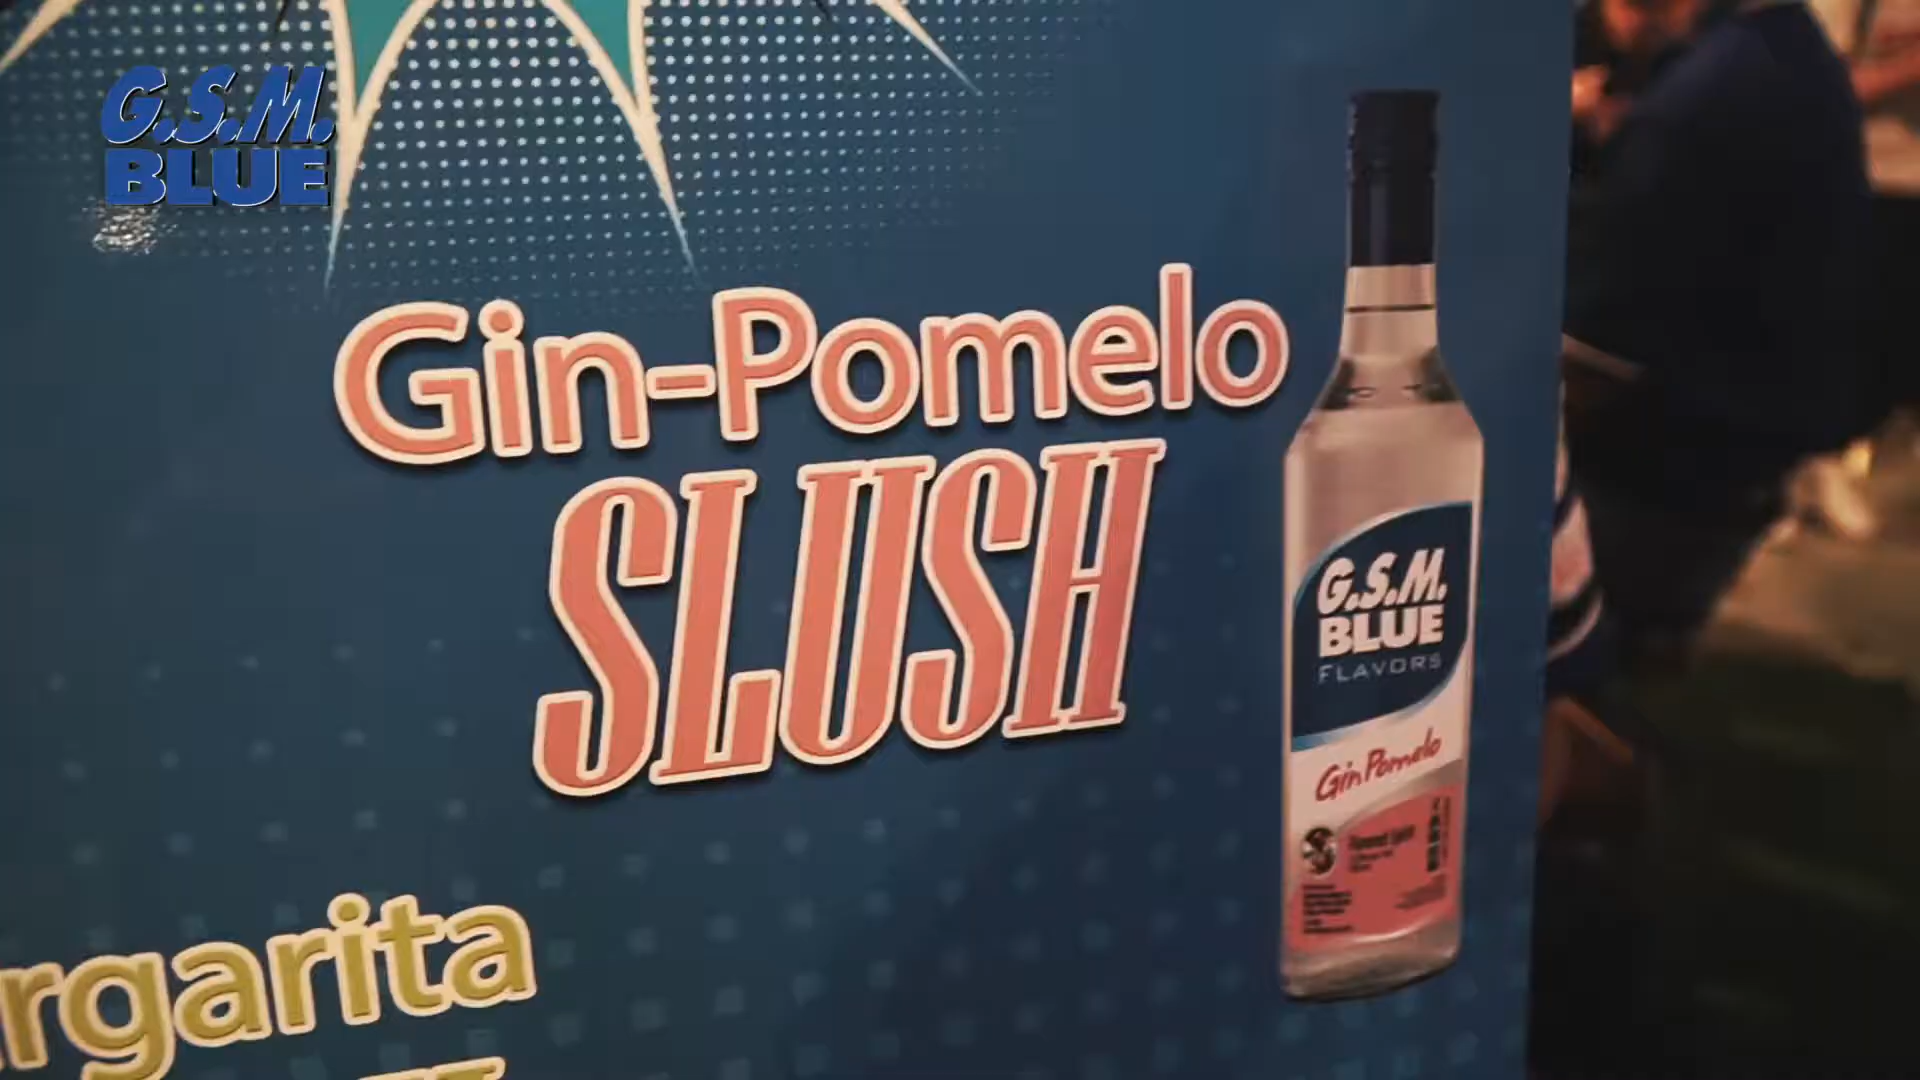 G.S.M.
BLUE
Gin-Pomelo
SLUSH
G.S.M.
BLUE
FLAVORS
Gin Pomelo
rgarita